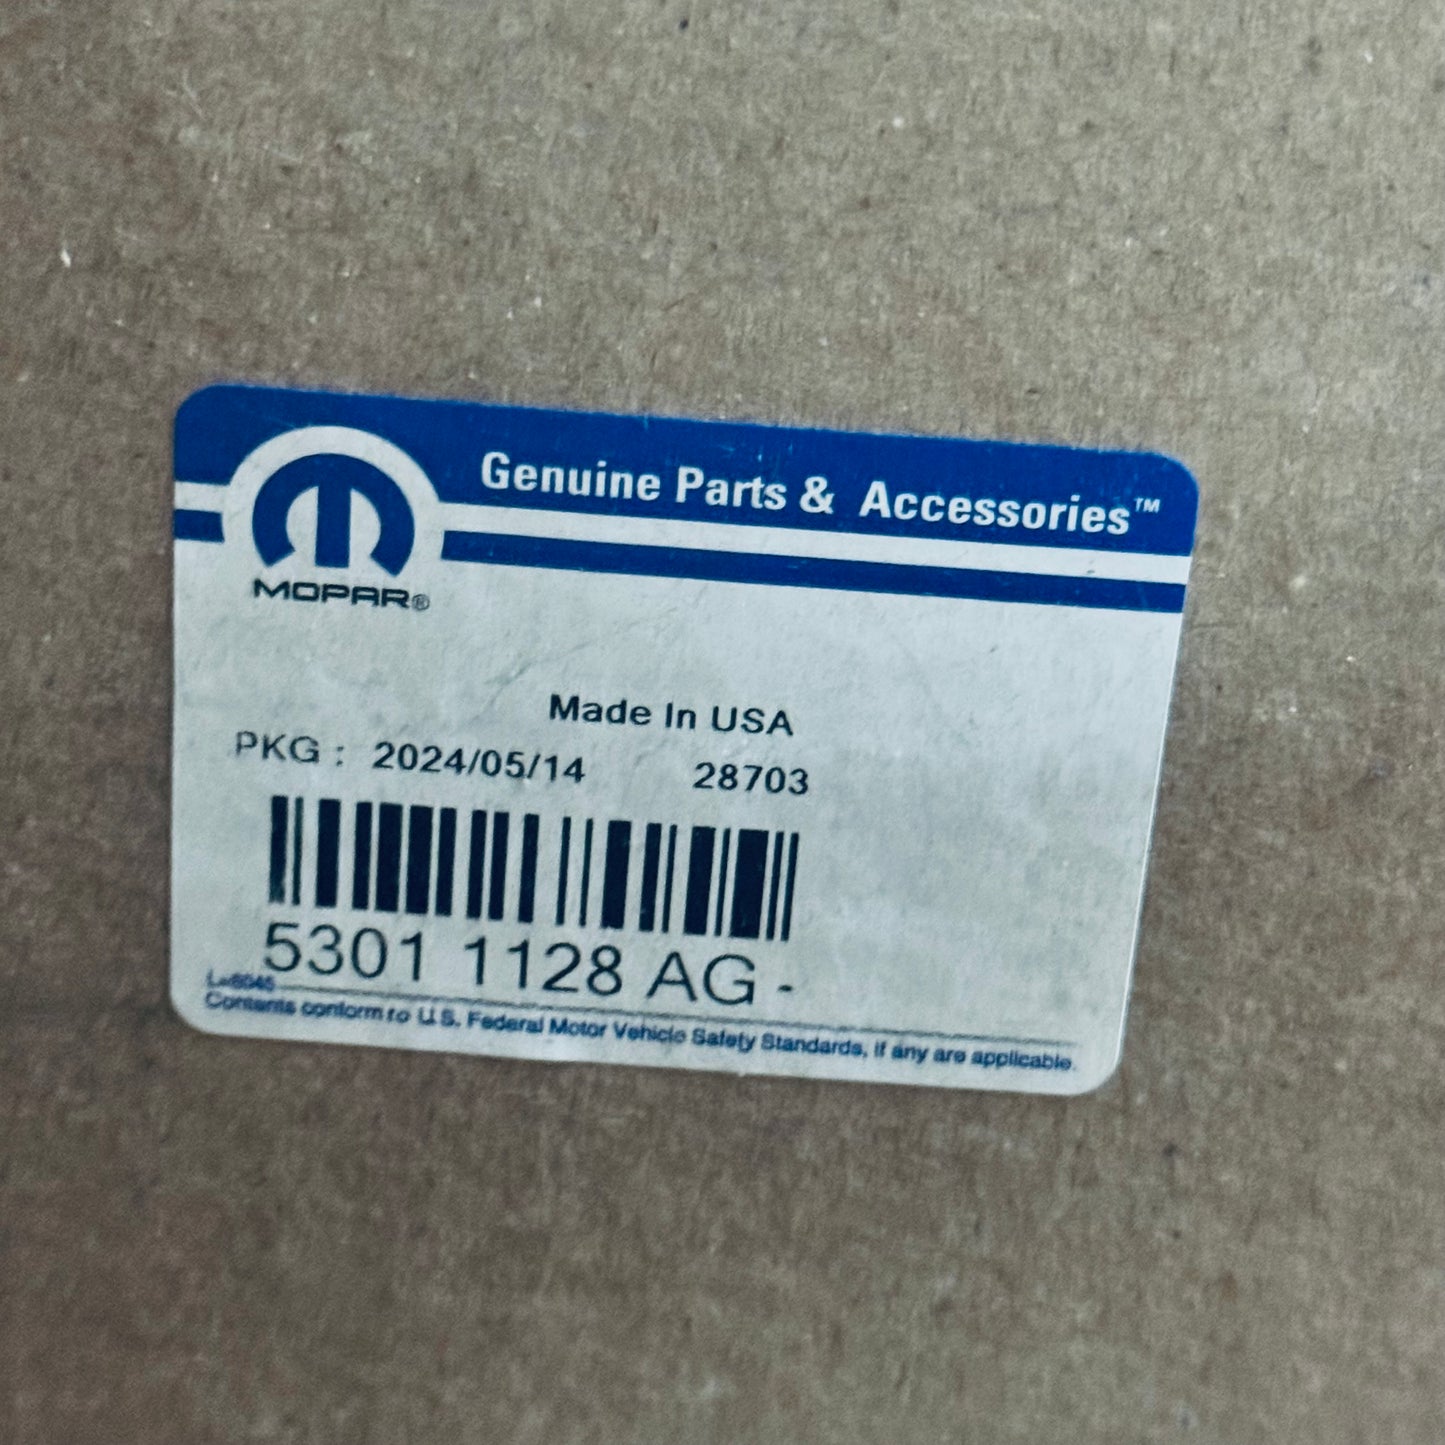 Genuine Parts & Accessories™
MOPAR®
Made In USA
PKG : 2024/05/14 28703
5301 1128 AG -
L-8045
Contents conform to U.S. Federal Motor Vehicle Safety Standards, if any are applicable.